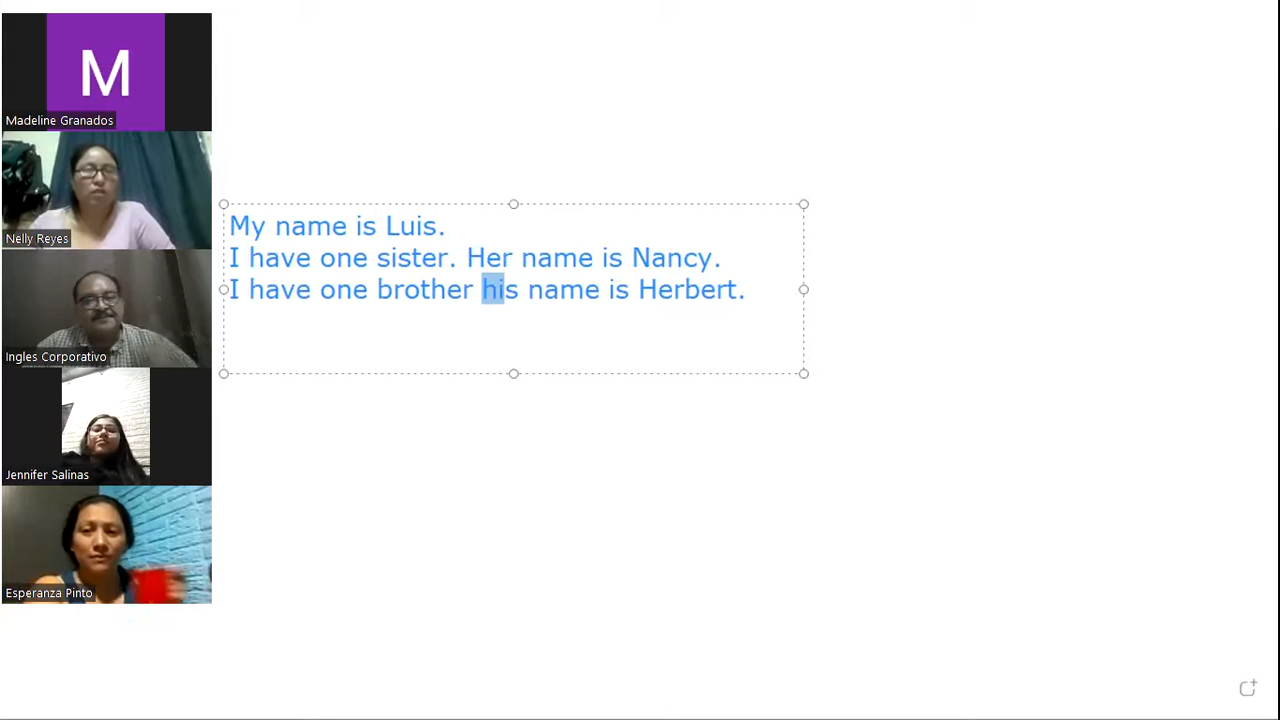 M
Madeline Granados
Nelly Reyes
Ingles Corporativo
Jennifer Salinas
Esperanza Pinto
My name is Luis.
I have one sister. Her name is Nancy.
I have one brother his name is Herbert.